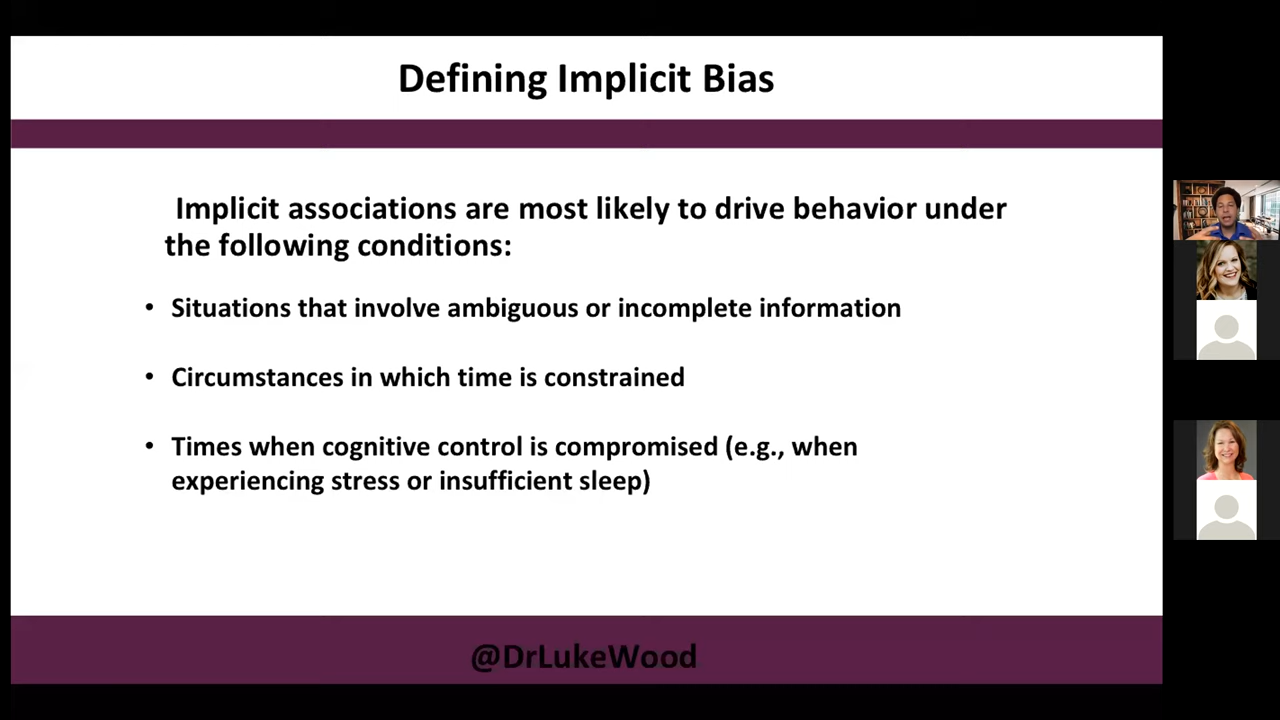 Defining Implicit Bias
Implicit associations are most likely to drive behavior under
the following conditions:
• Situations that involve ambiguous or incomplete information
• Circumstances in which time is constrained
• Times when cognitive control is compromised (e.g., when
experiencing stress or insufficient sleep)
@DrLukeWood